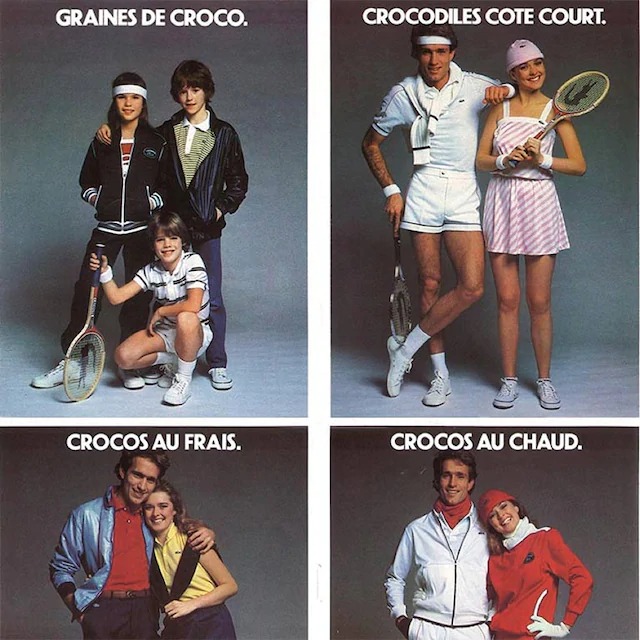 GRAINES DE CROCO.
CROCODILES COTE COURT.
CROCOS AU FRAIS.
CROCOS AU CHAUD.